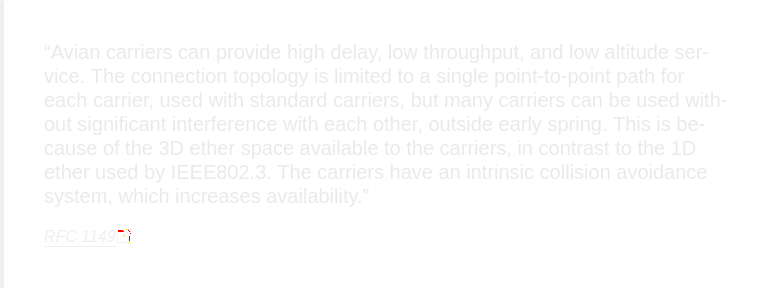 “Avian carriers can provide high delay, low throughput, and low altitude ser-
vice. The connection topology is limited to a single point-to-point path for
each carrier, used with standard carriers, but many carriers can be used with-
out significant interference with each other, outside early spring. This is be-
cause of the 3D ether space available to the carriers, in contrast to the 1D
ether used by IEEE802.3. The carriers have an intrinsic collision avoidance
system, which increases availability.”
RFC 1149